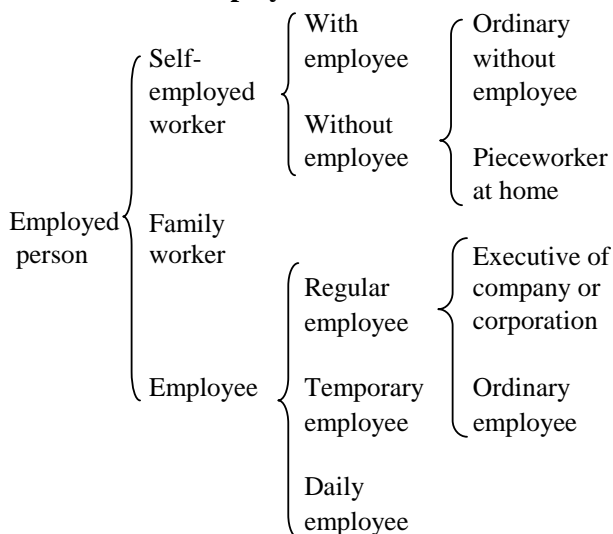 With
employee
Ordinary
without
employee
Self-
employed
worker
Without
employee
Pieceworker
at home
Employed
person
Family
worker
Executive of
company or
corporation
Regular
employee
Employee
Temporary
employee
Ordinary
employee
Daily
employee